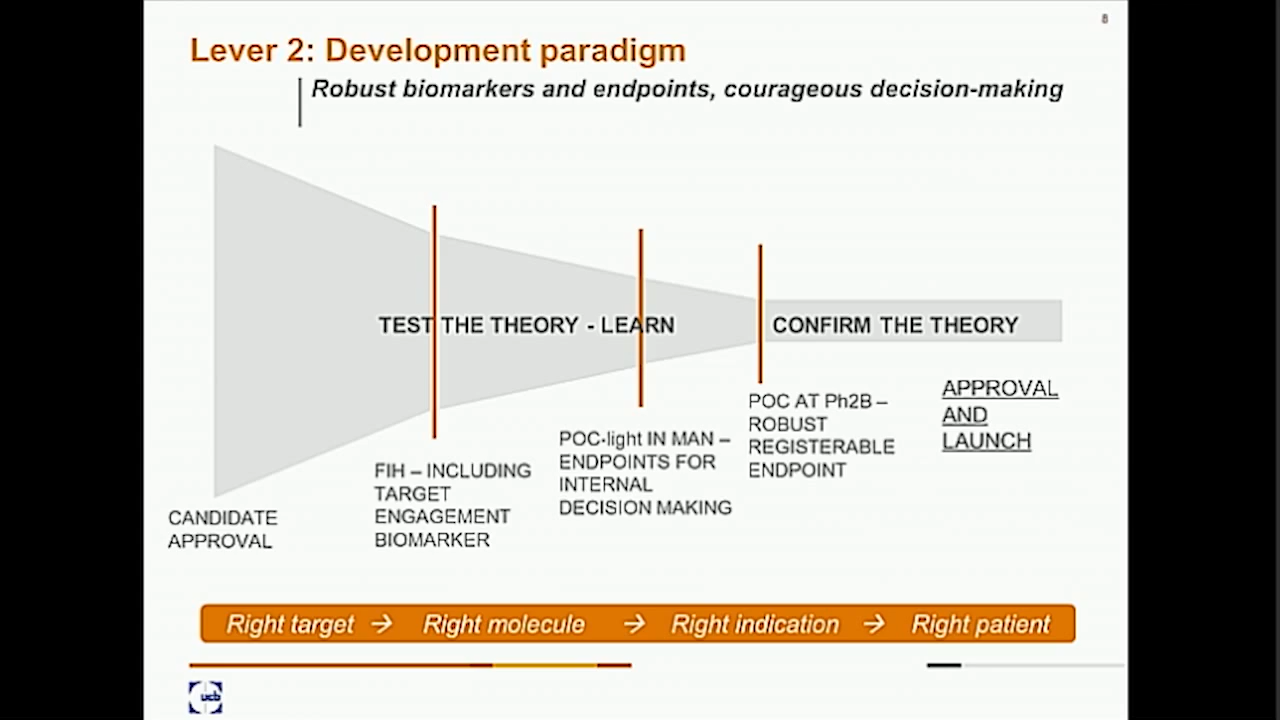 8
Lever 2: Development paradigm
Robust biomarkers and endpoints, courageous decision-making
TEST THE THEORY - LEARN
CONFIRM THE THEORY
CANDIDATE
APPROVAL
FIH – INCLUDING
TARGET
ENGAGEMENT
BIOMARKER
POC-light IN MAN –
ENDPOINTS FOR
INTERNAL
DECISION MAKING
POC AT Ph2B –
ROBUST
REGISTERABLE
ENDPOINT
APPROVAL
AND
LAUNCH
Right target → Right molecule → Right indication → Right patient
ucb